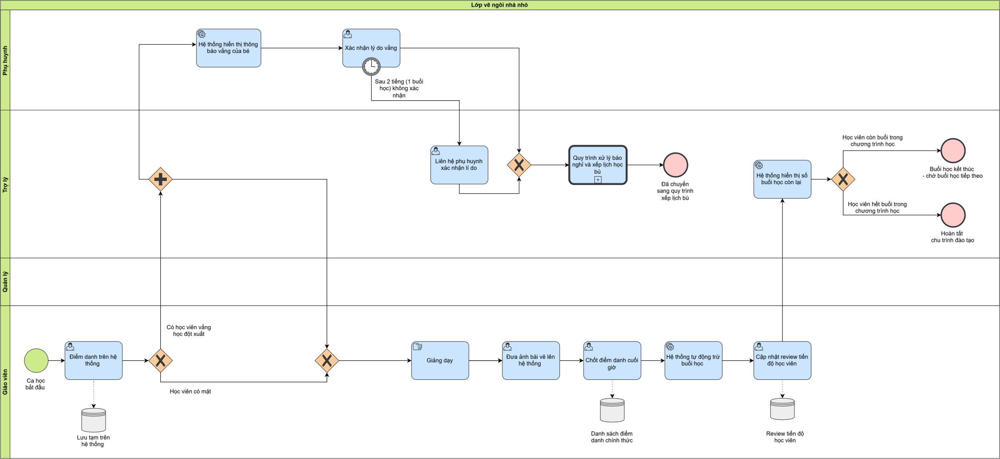 Lớp vẽ ngôi nhà nhỏ
Phụ huynh
Hệ thống hiển thị thông
báo vắng của bé
Xác nhận lý do vắng
Sau 2 tiếng (1 buổi
học) không xác
nhận
Trợ lý
Liên hệ phụ huynh
xác nhận lí do
Quy trình xử lý báo
nghỉ và xếp lịch học
bù
Đã chuyển
sang quy trình
xếp lịch bù
Hệ thống hiển thị số
buổi học còn lại
Học viên còn buổi trong
chương trình học
Buổi học kết thúc
- chờ buổi học tiếp theo
Học viên hết buổi trong
chương trình học
Hoàn tất
chu trình đào tạo
Quản lý
Giáo viên
Ca học
bắt đầu
Điểm danh trên hệ
thống
Lưu tạm trên
hệ thống
Có học viên vắng
học đột xuất
Học viên có mặt
Giảng dạy
Đưa ảnh bài vẽ lên
hệ thống
Chốt điểm danh cuối
giờ
Danh sách điểm
danh chính thức
Hệ thống tự động trừ
buổi học
Cập nhật review tiến
độ học viên
Review tiến độ
học viên